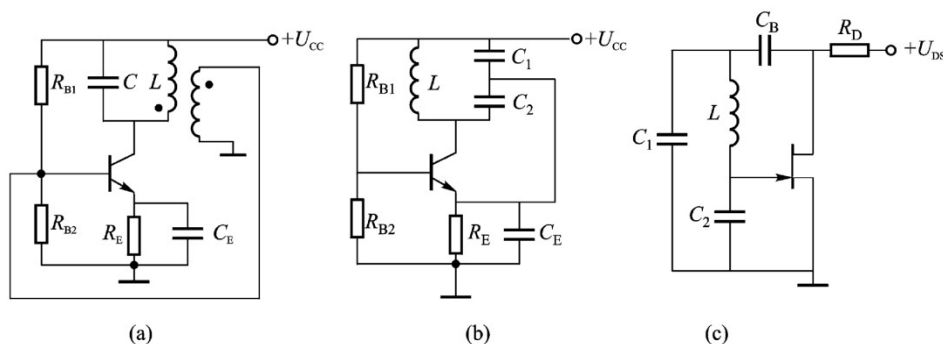 +U_CC
R_B1
C
L
R_B2
R_E
C_E
(a)
+U_CC
R_B1
L
C_1
C_2
R_B2
R_E
C_E
(b)
C_B
R_D
+U_DS
C_1
L
C_2
(c)